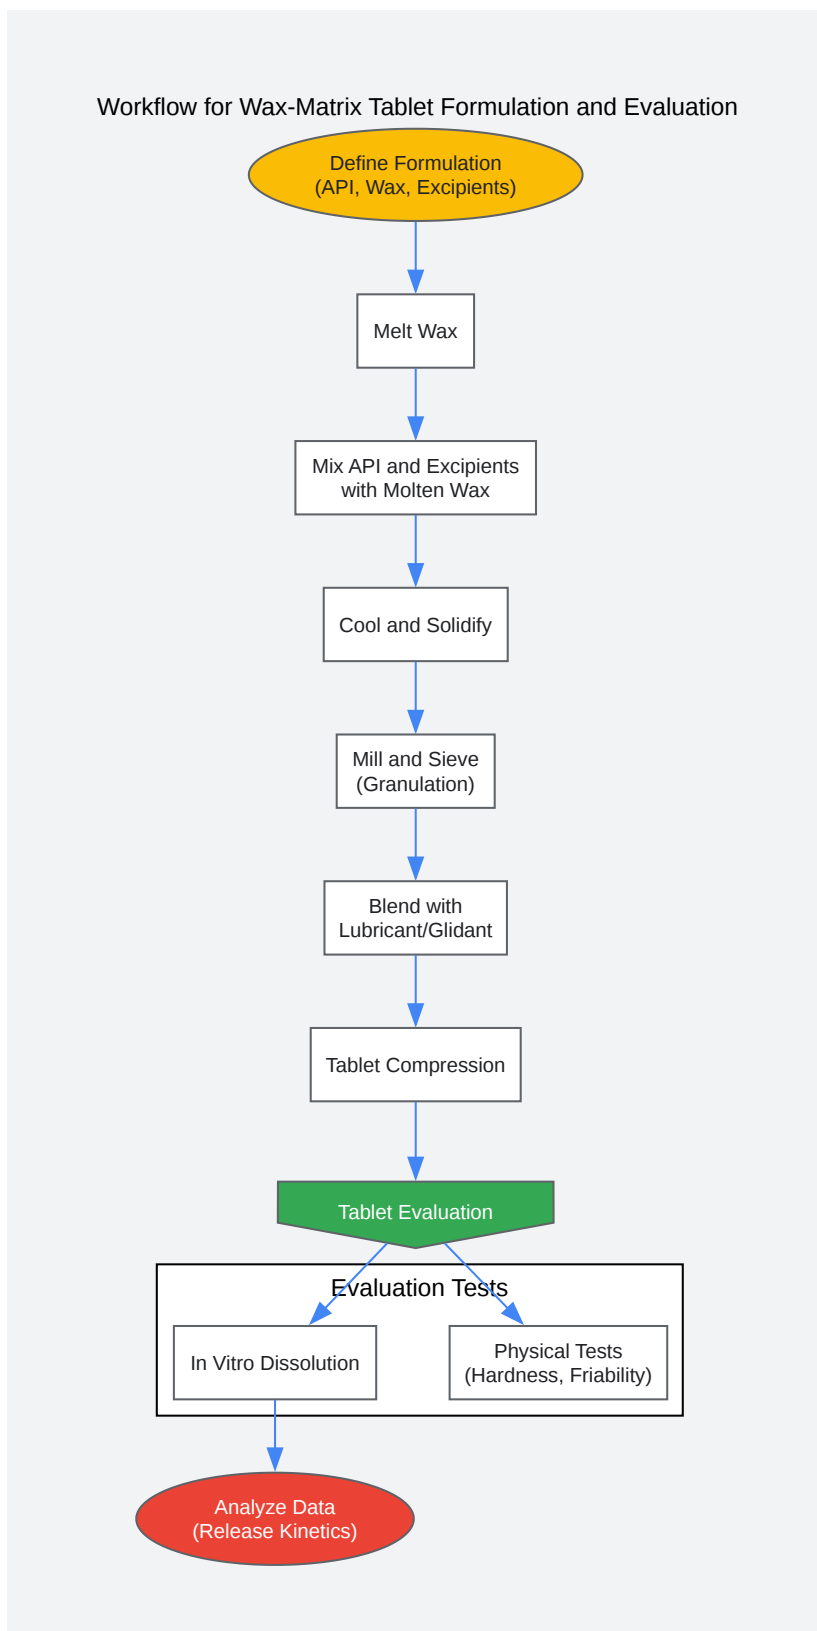 Workflow for Wax-Matrix Tablet Formulation and Evaluation
Define Formulation
(API, Wax, Excipients)
Melt Wax
Mix API and Excipients
with Molten Wax
Cool and Solidify
Mill and Sieve
(Granulation)
Blend with
Lubricant/Glidant
Tablet Compression
Tablet Evaluation
Evaluation Tests
In Vitro Dissolution
Physical Tests
(Hardness, Friability)
Analyze Data
(Release Kinetics)